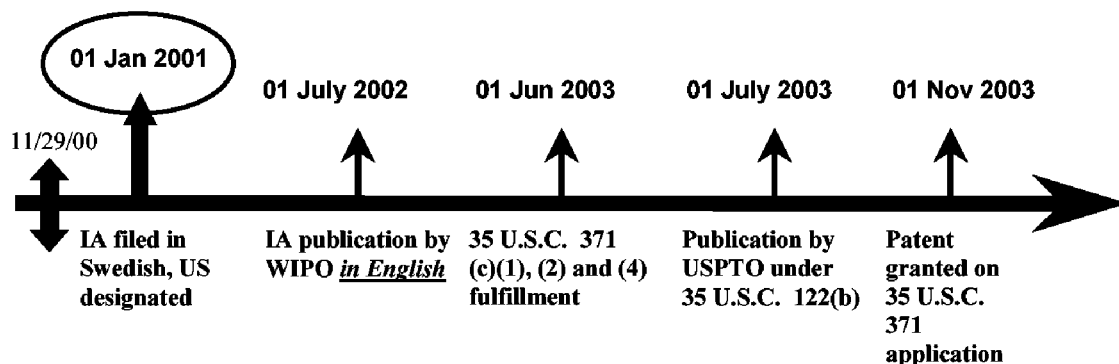 01 Jan 2001
01 July 2002
01 Jun 2003
01 July 2003
01 Nov 2003
11/29/00
IA filed in
Swedish, US
designated
IA publication by
WIPO in English
35 U.S.C. 371
(c)(1), (2) and (4)
fulfillment
Publication by
USPTO under
35 U.S.C. 122(b)
Patent
granted on
35 U.S.C.
371
application